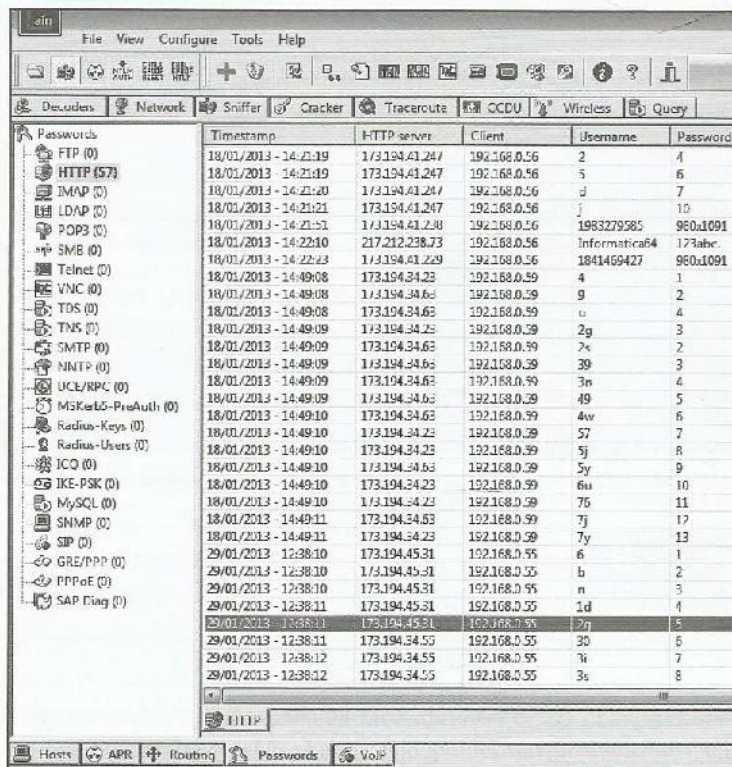 ain
File View Configure Tools Help
Decoders Network Sniffer Cracker Traceroute CCDU Wireless Query
Passwords
FTP (0)
HTTP (57)
IMAP (0)
LDAP (0)
POP3 (0)
SMB (0)
Telnet (0)
VNC (0)
TDS (0)
TNS (0)
SMTP (0)
NNTP (0)
DCE/RPC (0)
MSKerb5-PreAuth (0)
Radius-Keys (0)
Radius-Users (0)
ICQ (0)
IKE-PSK (0)
MySQL (0)
SNMP (0)
SIP (0)
GRE/PPP (0)
PPPoE (0)
SAP Diag (0)
Timestamp HTTP server Client Username Password
18/01/2013 - 14:21:19 173.194.41.247 192.168.0.56 2 4
18/01/2013 - 14:21:19 173.194.41.247 192.168.0.56 5 6
18/01/2013 - 14:21:20 173.194.41.247 192.168.0.56 d 7
18/01/2013 - 14:21:21 173.194.41.247 192.168.0.56 j 10
18/01/2013 - 14:21:51 173.194.41.238 192.168.0.56 1983279585 980x1091
18/01/2013 - 14:22:10 217.212.238.73 192.168.0.56 Informatica64 123abc.
18/01/2013 - 14:22:23 173.194.41.229 192.168.0.56 1841469427 980x1091
18/01/2013 - 14:49:08 173.194.34.23 192.168.0.59 4 1
18/01/2013 - 14:49:08 173.194.34.63 192.168.0.59 9 2
18/01/2013 - 14:49:08 173.194.34.63 192.168.0.59 4
18/01/2013 - 14:49:09 173.194.34.23 192.168.0.59 2g 3
18/01/2013 - 14:49:09 173.194.34.63 192.168.0.59 2s 2
18/01/2013 - 14:49:09 173.194.34.63 192.168.0.59 39 3
18/01/2013 - 14:49:09 173.194.34.63 192.168.0.59 3n 4
18/01/2013 - 14:49:09 173.194.34.63 192.168.0.59 49 5
18/01/2013 - 14:49:10 173.194.34.63 192.168.0.59 4w 6
18/01/2013 - 14:49:10 173.194.34.23 192.168.0.59 57 7
18/01/2013 - 14:49:10 173.194.34.23 192.168.0.59 5j 8
18/01/2013 - 14:49:10 173.194.34.63 192.168.0.59 5y 9
18/01/2013 - 14:49:10 173.194.34.23 192.168.0.59 6u 10
18/01/2013 - 14:49:10 173.194.34.23 192.168.0.59 76 11
18/01/2013 - 14:49:11 173.194.34.63 192.168.0.59 7j 12
18/01/2013 - 14:49:11 173.194.34.23 192.168.0.59 7y 13
29/01/2013 - 12:38:10 173.194.45.31 192.168.0.55 6 1
29/01/2013 - 12:38:10 173.194.45.31 192.168.0.55 b 2
29/01/2013 - 12:38:10 173.194.45.31 192.168.0.55 n 3
29/01/2013 - 12:38:11 173.194.45.31 192.168.0.55 1d 4
29/01/2013 - 12:38:11 173.194.45.31 192.168.0.55 2g 5
29/01/2013 - 12:38:11 173.194.34.55 192.168.0.55 30 6
29/01/2013 - 12:38:12 173.194.34.55 192.168.0.55 3i 7
29/01/2013 - 12:38:12 173.194.34.55 192.168.0.55 3s 8
HTTP
Hosts APR Routing Passwords VoIP